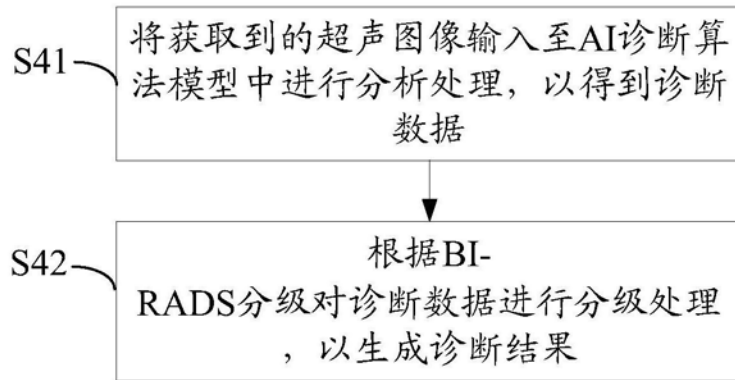 S41
将获取到的超声图像输入至AI诊断算
法模型中进行分析处理，以得到诊断
数据
S42
根据BI-
RADS分级对诊断数据进行分级处理
，以生成诊断结果